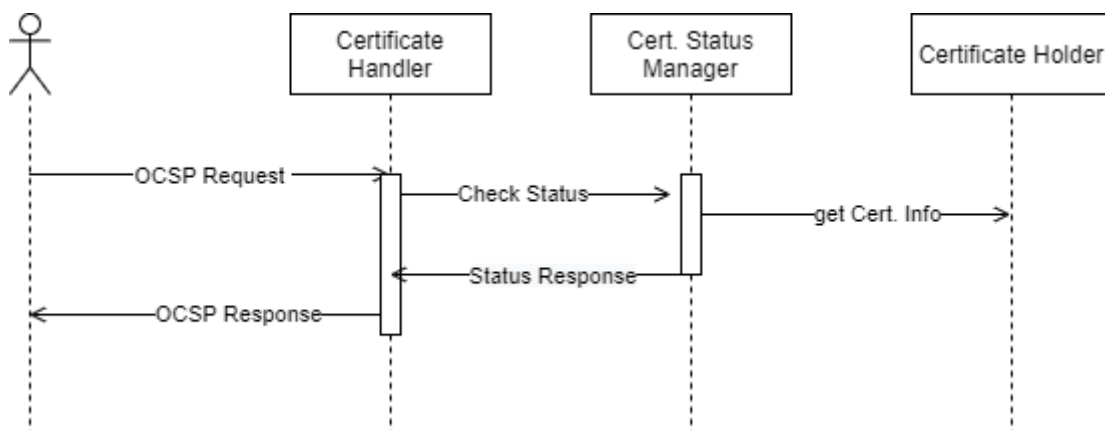 Certificate
Handler
Cert. Status
Manager
Certificate Holder
OCSP Request
Check Status
get Cert. Info
Status Response
OCSP Response